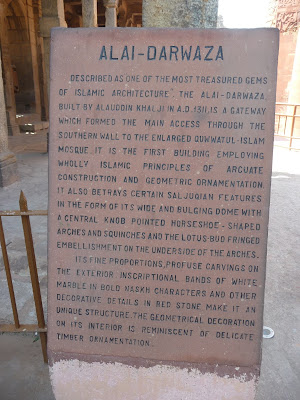 ALAI-DARWAZA
DESCRIBED AS ONE OF THE MOST TREASURED GEMS
OF ISLAMIC ARCHITECTURE, THE ALAI-DARWAZA,
BUILT BY ALAUDDIN KHALJI IN A.D. 1311, IS A GATEWAY
WHICH FORMED THE MAIN ACCESS THROUGH THE
SOUTHERN WALL TO THE ENLARGED QUWWATUL-ISLAM
MOSQUE. IT IS THE FIRST BUILDING EMPLOYING
WHOLLY ISLAMIC PRINCIPLES OF ARCUATE
CONSTRUCTION AND GEOMETRIC ORNAMENTATION.
IT ALSO BETRAYS CERTAIN SALJUQIAN FEATURES
IN THE FORM OF ITS WIDE AND BULGING DOME WITH
A CENTRAL KNOB POINTED HORSESHOE-SHAPED
ARCHES AND SQUINCHES AND THE LOTUS-BUD FRINGED
EMBELLISHMENT ON THE UNDERSIDE OF THE ARCHES.
ITS FINE PROPORTIONS, PROFUSE CARVINGS ON
THE EXTERIOR INSCRIPTIONAL BANDS OF WHITE
MARBLE IN BOLD NASKH CHARACTERS AND OTHER
DECORATIVE DETAILS IN RED STONE MAKE IT AN
UNIQUE STRUCTURE. THE GEOMETRICAL DECORATION
ON ITS INTERIOR IS REMINISCENT OF DELICATE
TIMBER ORNAMENTATION.